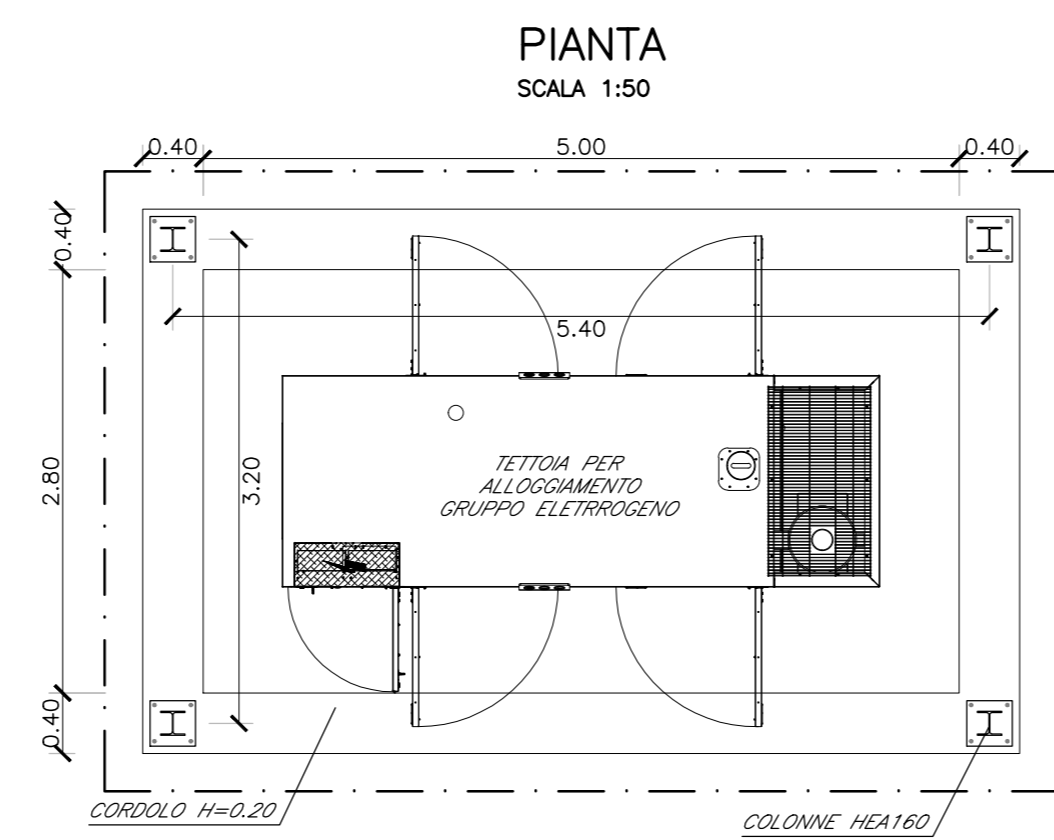 PIANTA
SCALA 1:50
0.40
5.00
0.40
0.40
5.40
2.80
3.20
TETTOIA PER
ALLOGGIAMENTO
GRUPPO ELETRROGENO
0.40
CORDOLO H=0.20
COLONNE HEA160